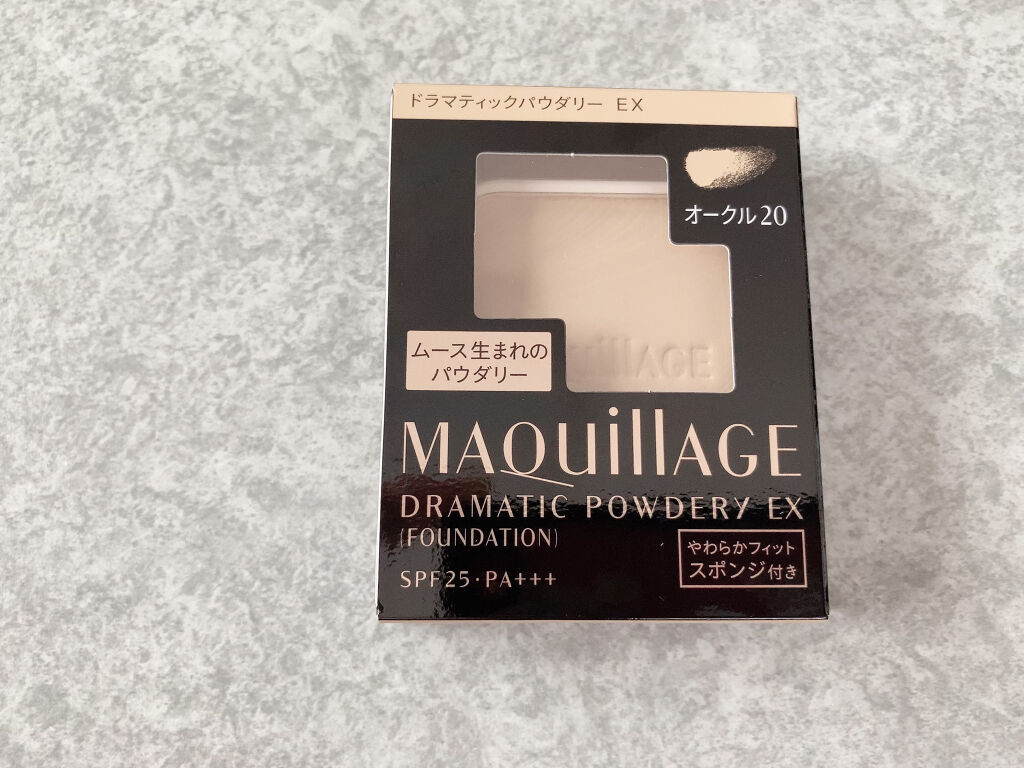 ドラマティックパウダリー EX
オークル20
uillAGE
ムース生まれの
パウダリー
MAQuillAGE
DRAMATIC POWDERY EX
(FOUNDATION)
SPF25・PA+++
やわらかフィット
スポンジ付き